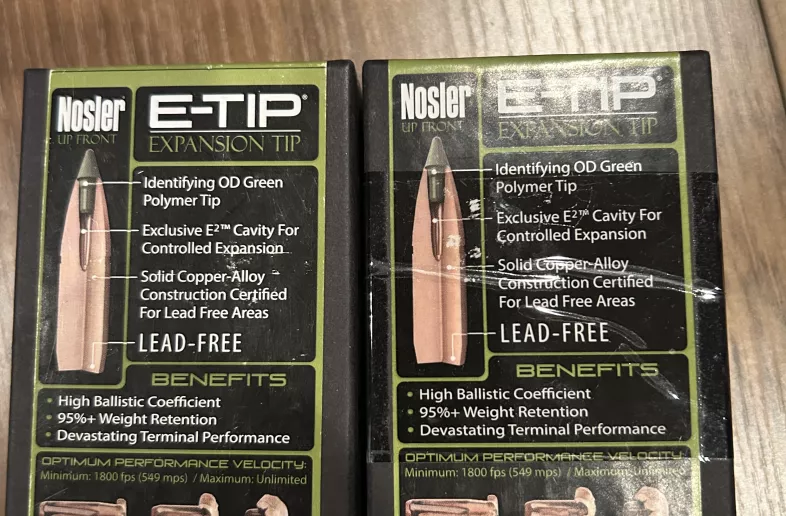 Nosler
UP FRONT
E-TIP®
EXPANSION TIP
Identifying OD Green
Polymer Tip
Exclusive E²™ Cavity For
Controlled Expansion
Solid Copper-Alloy
Construction Certified
For Lead Free Areas
LEAD-FREE
BENEFITS
• High Ballistic Coefficient
• 95%+ Weight Retention
• Devastating Terminal Performance
OPTIMUM PERFORMANCE VELOCITY:
Minimum: 1800 fps (549 mps) / Maximum: Unlimited
Nosler
UP FRONT
E-TIP®
EXPANSION TIP
Identifying OD Green
Polymer Tip
Exclusive E²™ Cavity For
Controlled Expansion
Solid Copper-Alloy
Construction Certified
For Lead Free Areas
LEAD-FREE
BENEFITS
• High Ballistic Coefficient
• 95%+ Weight Retention
• Devastating Terminal Performance
OPTIMUM PERFORMANCE VELOCITY:
Minimum: 1800 fps (549 mps) / Maximum: Unlimited